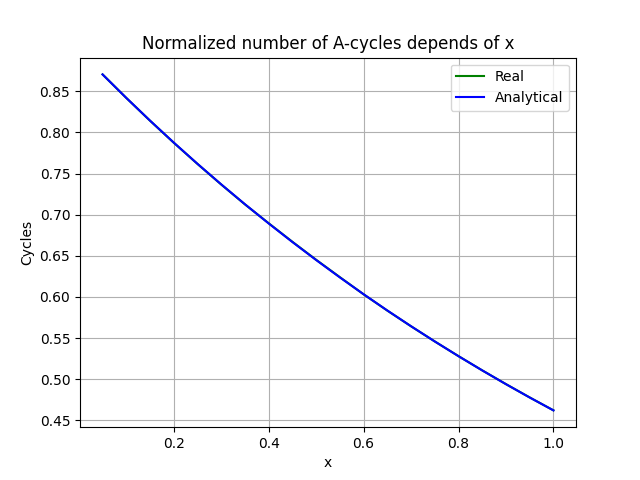 Normalized number of A-cycles depends of x
Real
Analytical
Cycles
0.85
0.80
0.75
0.70
0.65
0.60
0.55
0.50
0.45
0.2 0.4 0.6 0.8 1.0
x